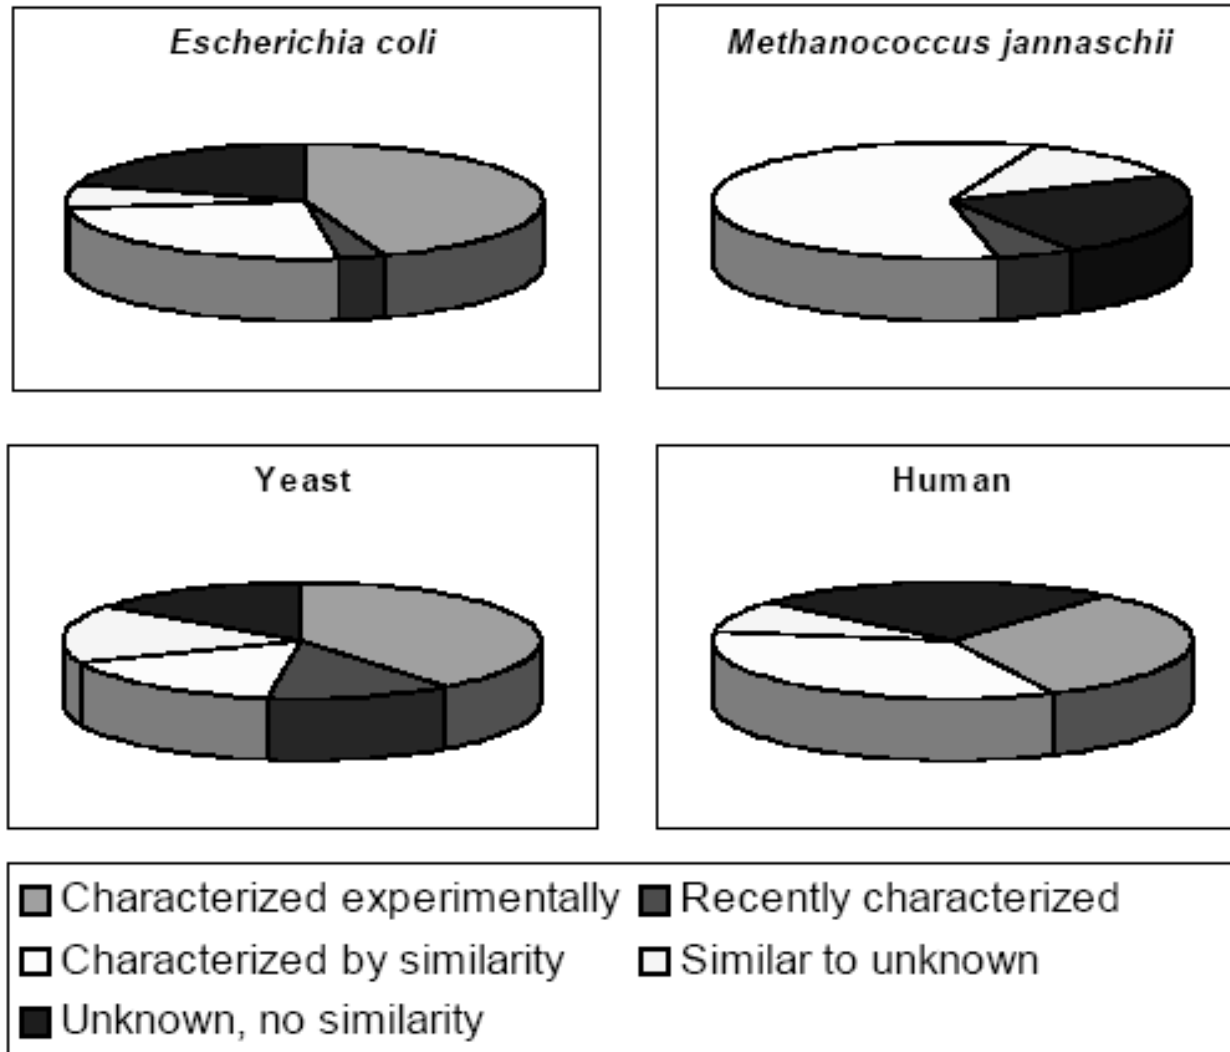 Escherichia coli
Methanococcus jannaschii
Yeast
Human
Characterized experimentally
Recently characterized
Characterized by similarity
Similar to unknown
Unknown, no similarity